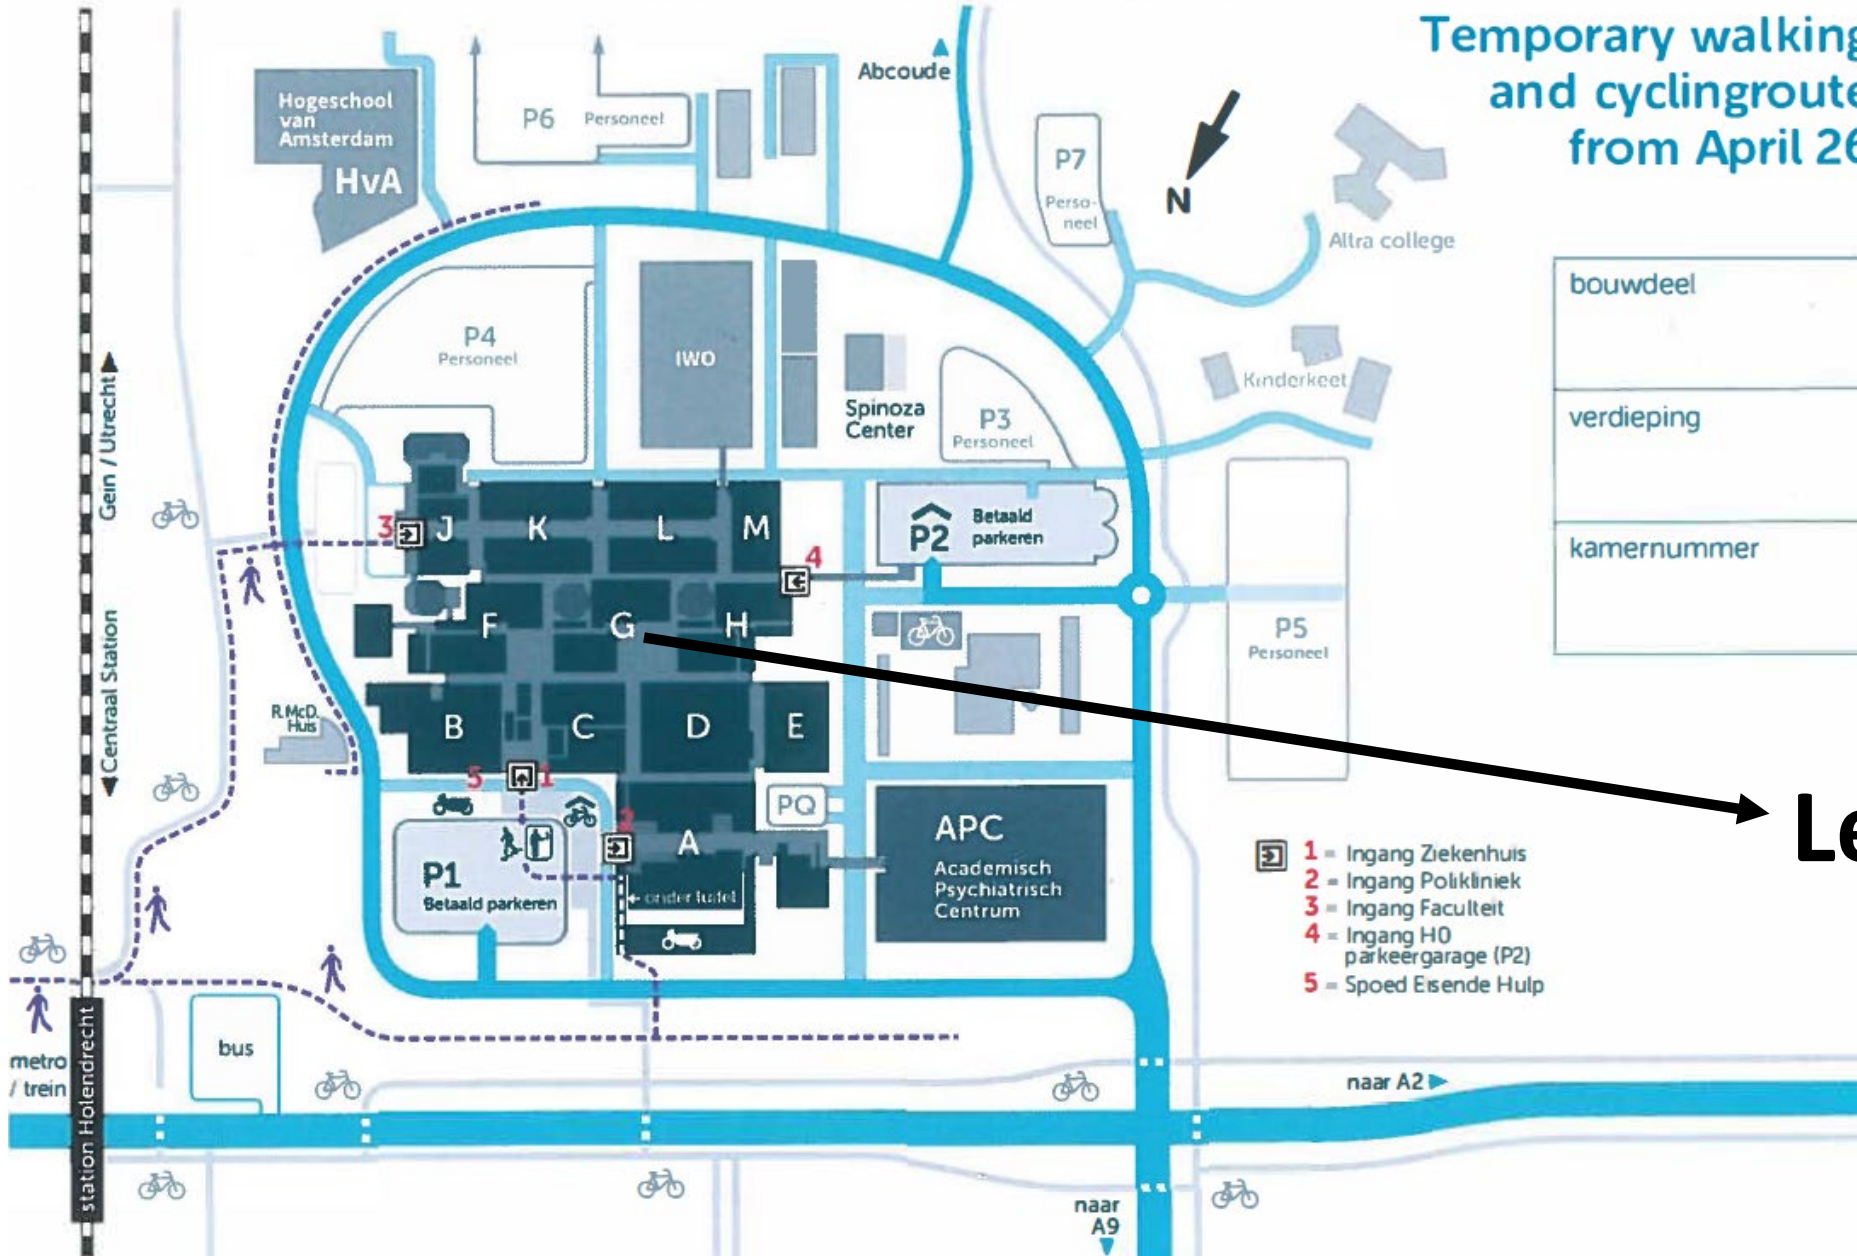 Temporary walking
and cyclingroute
from April 26
Abcoude
Hogeschool
van
Amsterdam
HvA
P6 Personeel
P7
Perso-
neel
N
Altra college
bouwdeel
verdieping
kamernummer
P4
Personeel
IWO
Spinoza
Center
P3
Personeel
Kinderkeet
Gein / Utrecht
Centraal Station
3 J K L M
4
P2
Betaald
parkeren
F G H
P5
Personeel
R.McD.
Huis
B C D E
5 1
2
PQ
A
APC
Academisch
Psychiatrisch
Centrum
P1
Betaald parkeren
onder luifel
1 = Ingang Ziekenhuis
2 = Ingang Polikliniek
3 = Ingang Faculteit
4 = Ingang H0
parkeergarage (P2)
5 = Spoed Eisende Hulp
Le
metro
/ trein
station Holendrecht
bus
naar A2
naar
A9